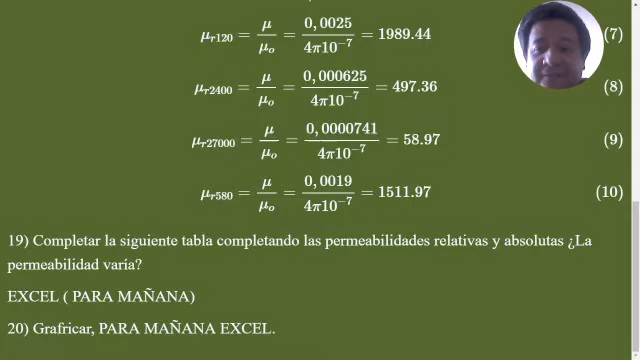 μr120 = μ/μo = 0,0025/4π10⁻⁷ = 1989.44 (7)
μr2400 = μ/μo = 0,000625/4π10⁻⁷ = 497.36 (8)
μr27000 = μ/μo = 0,0000741/4π10⁻⁷ = 58.97 (9)
μr580 = μ/μo = 0,0019/4π10⁻⁷ = 1511.97 (10)
19) Completar la siguiente tabla completando las permeabilidades relativas y absolutas ¿La
permeabilidad varía?
EXCEL ( PARA MAÑANA)
20) Grafricar, PARA MAÑANA EXCEL.